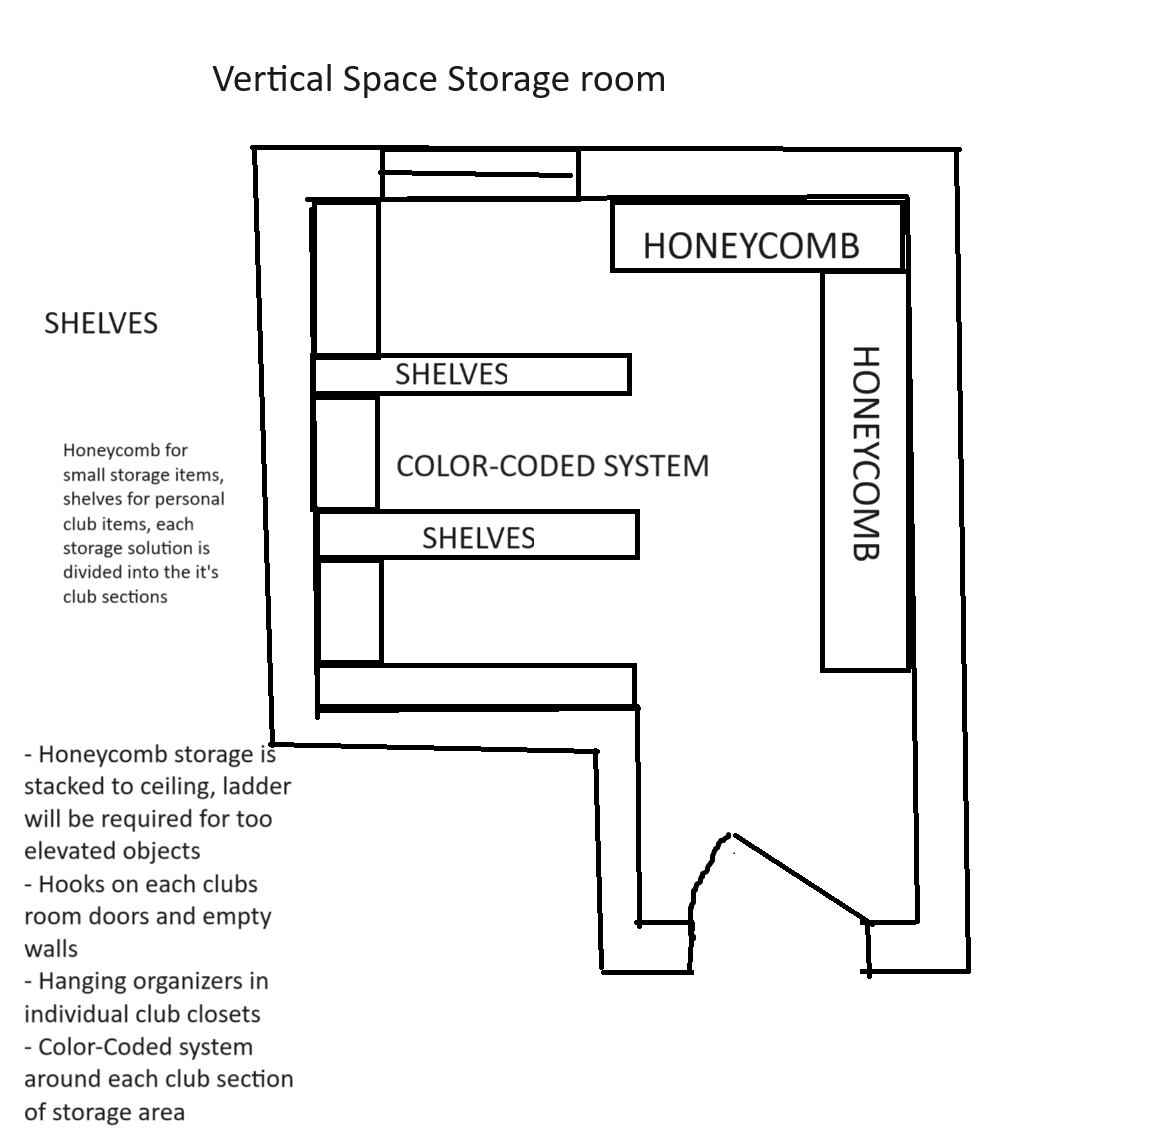 Vertical Space Storage room
HONEYCOMB
SHELVES
HONEYCOMB
SHELVES
COLOR-CODED SYSTEM
SHELVES
Honeycomb for
small storage items,
shelves for personal
club items, each
storage solution is
divided into the it's
club sections
- Honeycomb storage is
stacked to ceiling, ladder
will be required for too
elevated objects
- Hooks on each clubs
room doors and empty
walls
- Hanging organizers in
individual club closets
- Color-Coded system
around each club section
of storage area